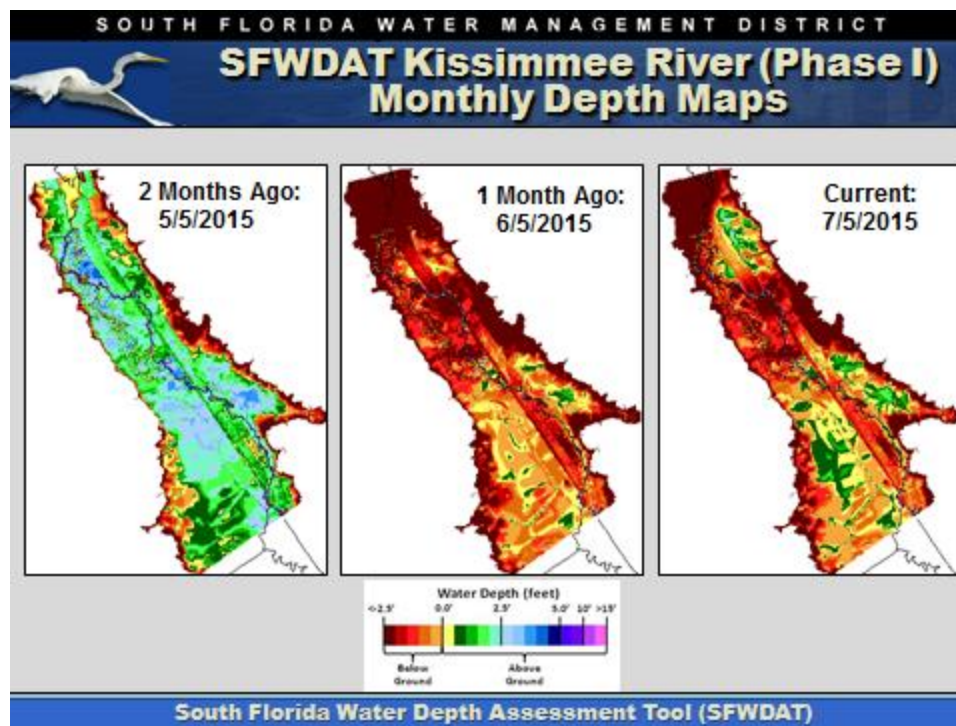 SOUTH FLORIDA WATER MANAGEMENT DISTRICT
SFWDAT Kissimmee River (Phase I)
Monthly Depth Maps
2 Months Ago:
5/5/2015
1 Month Ago:
6/5/2015
Current:
7/5/2015
Water Depth (feet)
<-2.5' 0.0' 2.5' 5.0' 10' >15'
Below Ground
Above Ground
South Florida Water Depth Assessment Tool (SFWDAT)